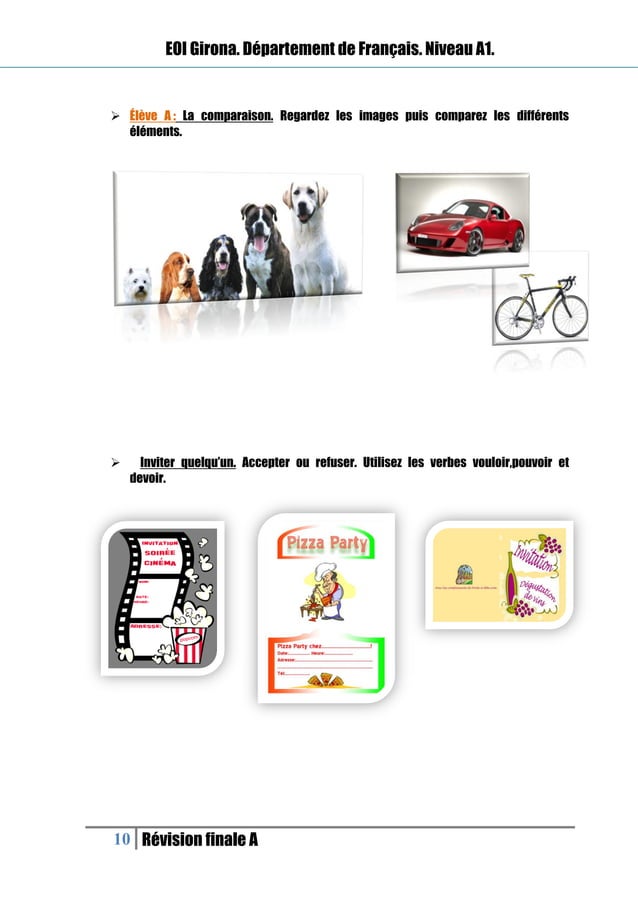 EOI Girona. Département de Français. Niveau A1.
➢ Élève A : La comparaison. Regardez les images puis comparez les différents
éléments.
➢ Inviter quelqu'un. Accepter ou refuser. Utilisez les verbes vouloir,pouvoir et
devoir.
INVITATION
SOIRÉE
CINÉMA
NOM:
DATE:
HEURE:
ADRESSE:
Pizza Party
Pizza Party chez!
Date: Heure:
Adresse:
Tél:
Invitation
Dégustation
de vins
10 Révision finale A